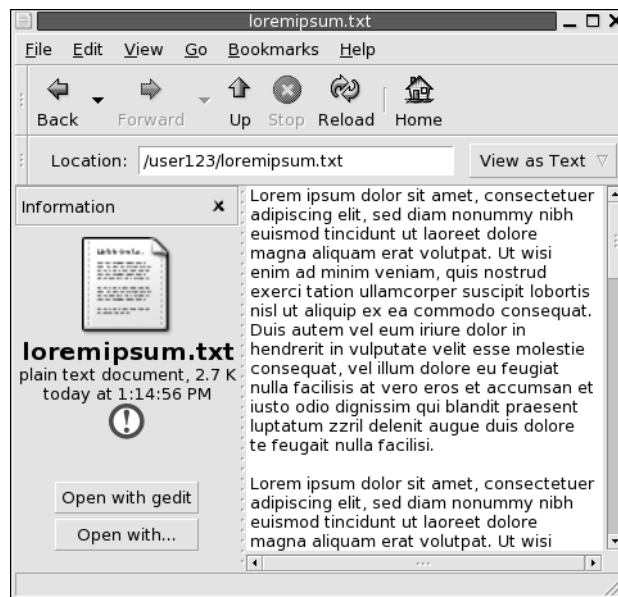 loremipsum.txt
File Edit View Go Bookmarks Help
Back Forward Up Stop Reload Home
Location: /user123/loremipsum.txt View as Text
Information
loremipsum.txt
plain text document, 2.7 K
today at 1:14:56 PM
Open with gedit
Open with...
Lorem ipsum dolor sit amet, consectetuer
adipiscing elit, sed diam nonummy nibh
euismod tincidunt ut laoreet dolore
magna aliquam erat volutpat. Ut wisi
enim ad minim veniam, quis nostrud
exerci tation ullamcorper suscipit lobortis
nisl ut aliquip ex ea commodo consequat.
Duis autem vel eum iriure dolor in
hendrerit in vulputate velit esse molestie
consequat, vel illum dolore eu feugiat
nulla facilisis at vero eros et accumsan et
iusto odio dignissim qui blandit praesent
luptatum zzril delenit augue duis dolore
te feugait nulla facilisi.
Lorem ipsum dolor sit amet, consectetuer
adipiscing elit, sed diam nonummy nibh
euismod tincidunt ut laoreet dolore
magna aliquam erat volutpat. Ut wisi